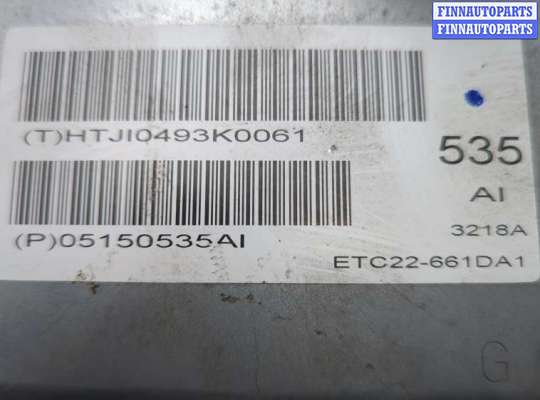 FINNAUTOPARTS
FINNAUTOPARTS
(T)HTJI0493K0061
535
AI
(P)05150535AI
3218A
ETC22-661DA1
G